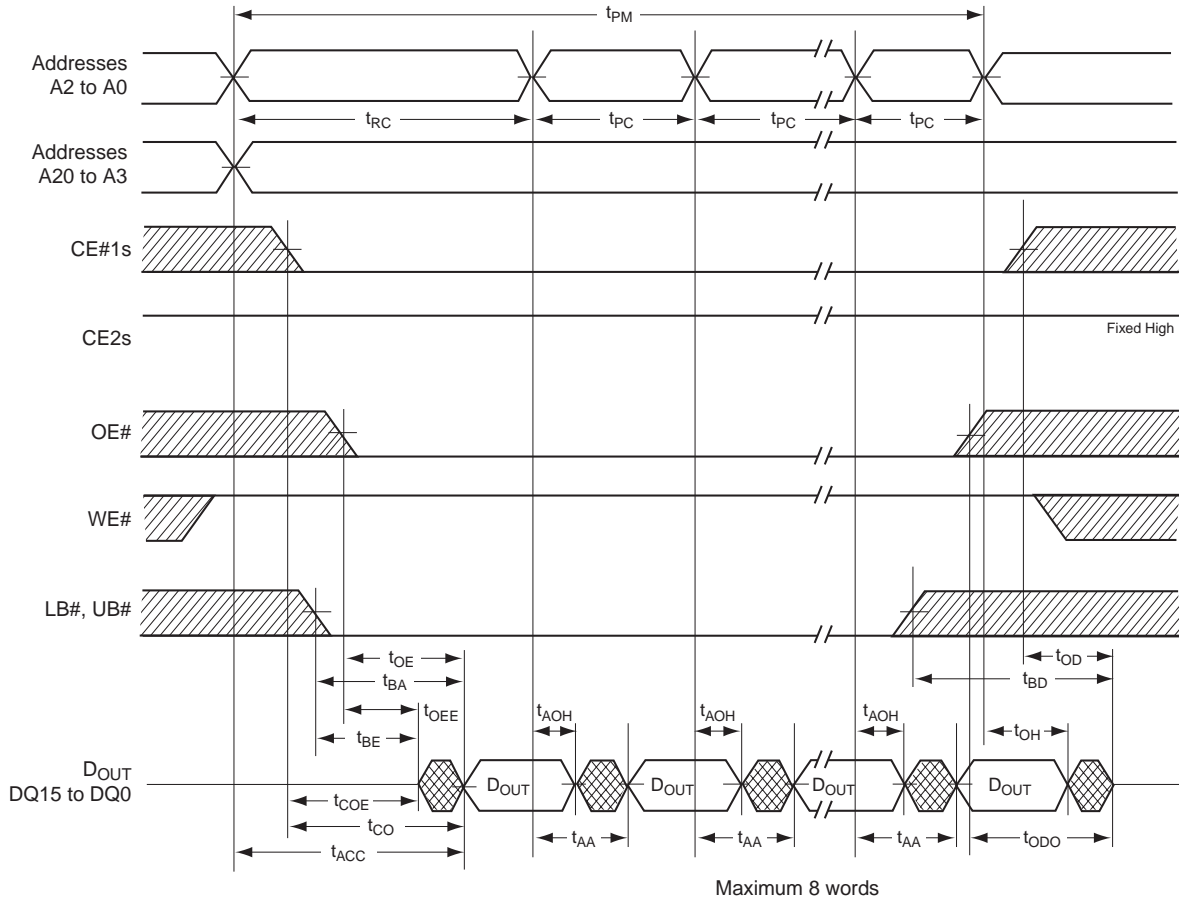 tPM
Addresses
A2 to A0
tRC
tPC
tPC
tPC
Addresses
A20 to A3
CE#1s
CE2s
Fixed High
OE#
WE#
LB#, UB#
tOE
tOD
tBA
tBD
tOEE
tAOH
tAOH
tAOH
tBE
tOH
DOUT
DQ15 to DQ0
DOUT
DOUT
DOUT
DOUT
tCOE
tCO
tAA
tAA
tAA
tODO
tACC
Maximum 8 words